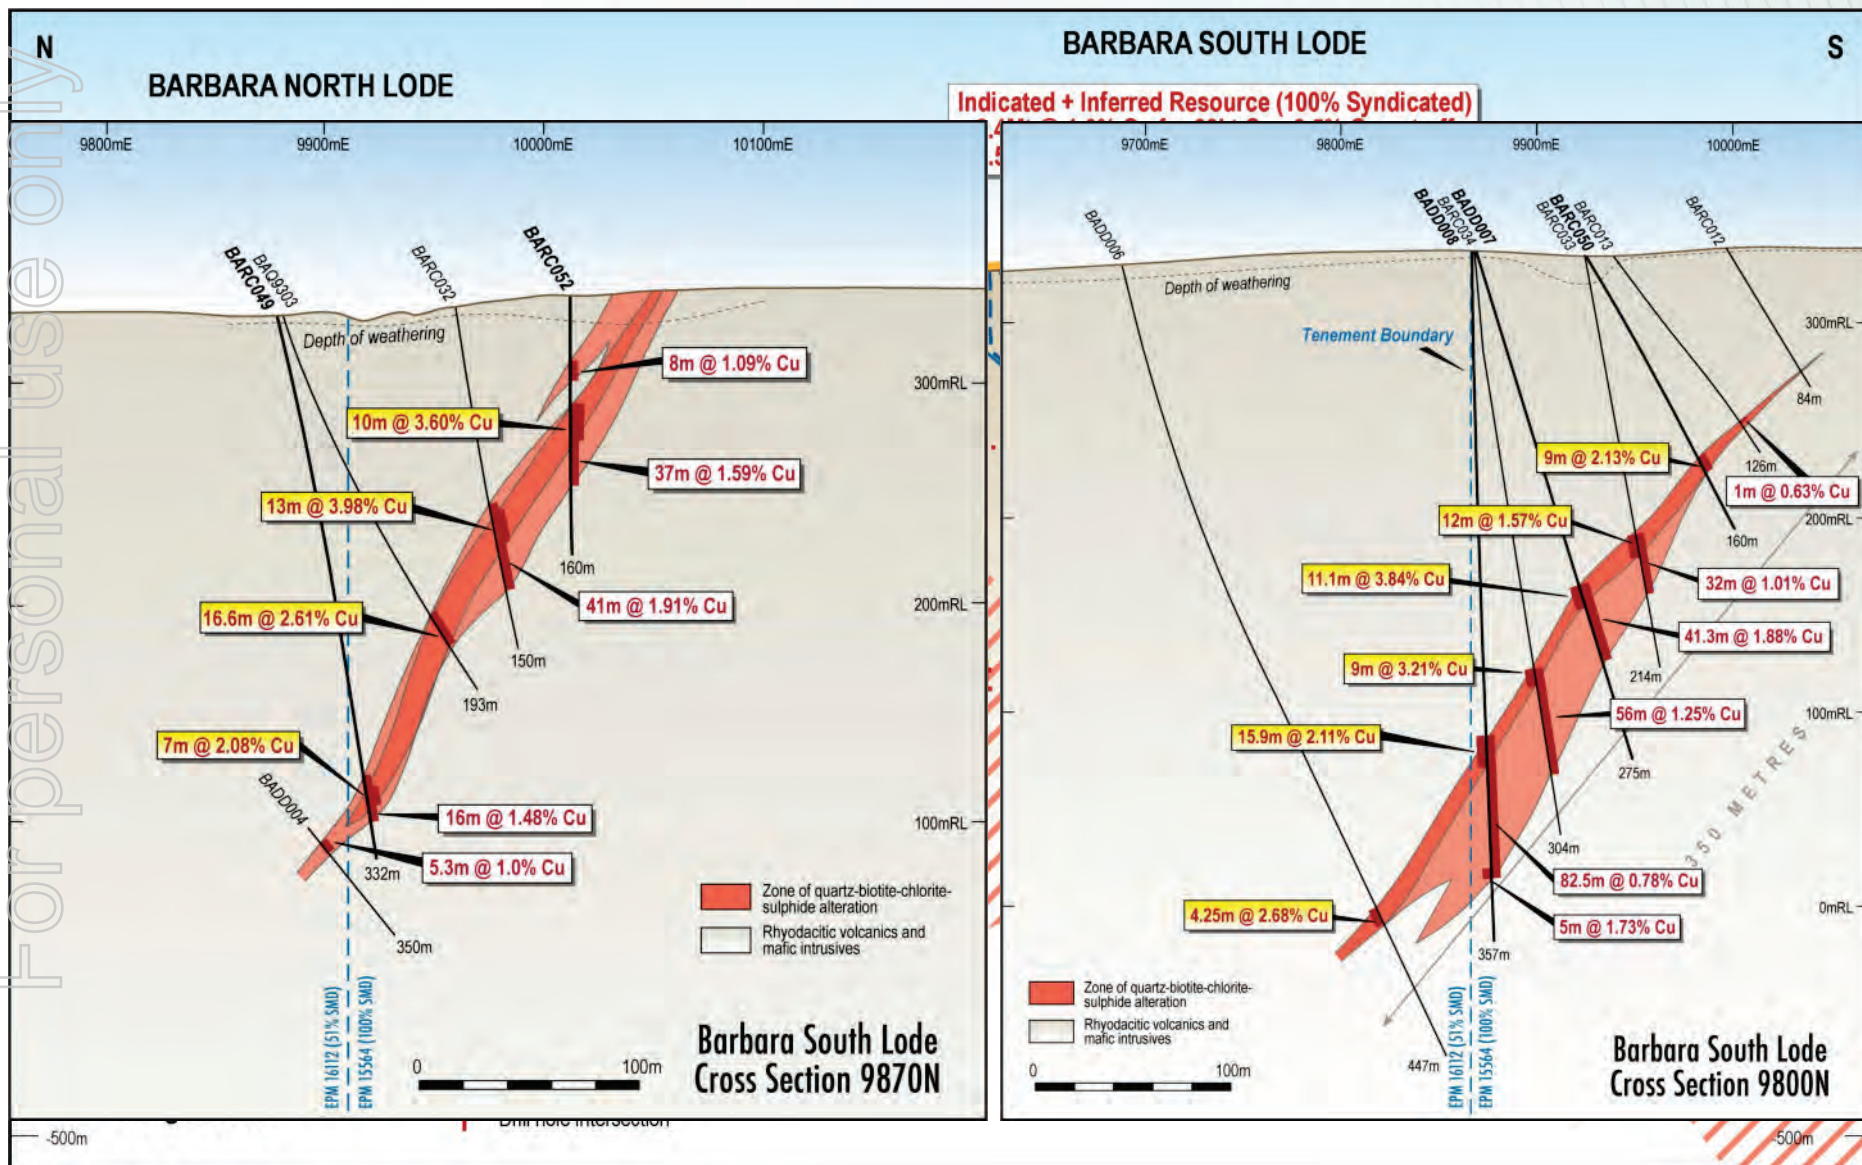 For personal use only
N
BARBARA NORTH LODE
BARBARA SOUTH LODE
S
Indicated + Inferred Resource (100% Syndicated)
9800mE
9900mE
10000mE
10100mE
BARC049
BAQ9303
BARC032
BARC052
Depth of weathering
8m @ 1.09% Cu
300mRL
10m @ 3.60% Cu
37m @ 1.59% Cu
13m @ 3.98% Cu
160m
41m @ 1.91% Cu
200mRL
16.6m @ 2.61% Cu
150m
193m
7m @ 2.08% Cu
BADD004
16m @ 1.48% Cu
100mRL
5.3m @ 1.0% Cu
332m
350m
Zone of quartz-biotite-chlorite-
sulphide alteration
Rhyodacitic volcanics and
mafic intrusives
EPM 16112 (51% SMD)
EPM 15564 (100% SMD)
0
100m
Barbara South Lode
Cross Section 9870N
9700mE
9800mE
9900mE
10000mE
BADD006
BADD008
BARC034
BADD007
BARC033
BARC050
BARC013
BARC012
Depth of weathering
Tenement Boundary
300mRL
84m
9m @ 2.13% Cu
126m
1m @ 0.63% Cu
12m @ 1.57% Cu
200mRL
160m
11.1m @ 3.84% Cu
32m @ 1.01% Cu
41.3m @ 1.88% Cu
9m @ 3.21% Cu
214m
56m @ 1.25% Cu
100mRL
15.9m @ 2.11% Cu
275m
350 METRES
304m
82.5m @ 0.78% Cu
4.25m @ 2.68% Cu
0mRL
5m @ 1.73% Cu
357m
Zone of quartz-biotite-chlorite-
sulphide alteration
Rhyodacitic volcanics and
mafic intrusives
447m
EPM 16112 (51% SMD)
EPM 15564 (100% SMD)
0
100m
Barbara South Lode
Cross Section 9800N
-500m
Drill hole intersection
-500m